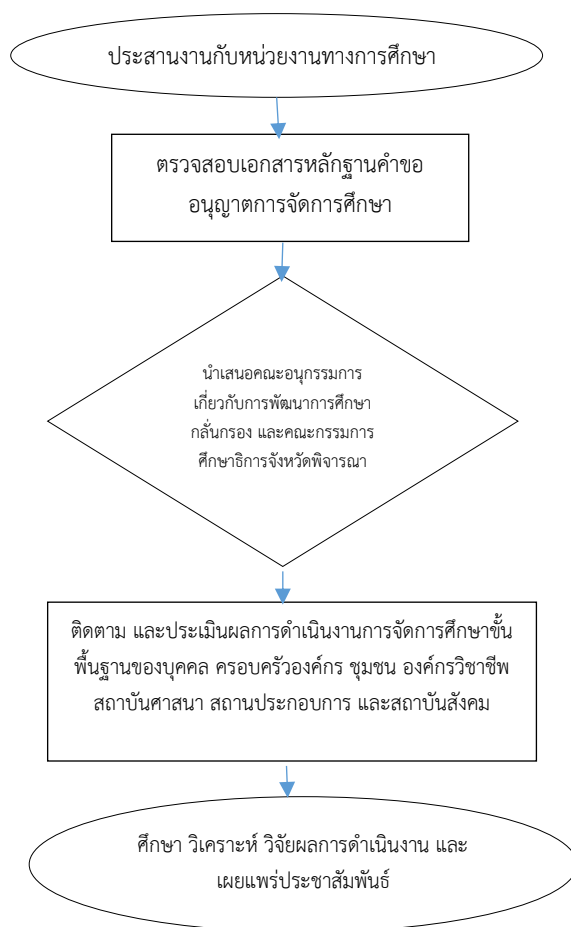 ประสานงานกับหน่วยงานทางการศึกษา
ตรวจสอบเอกสารหลักฐานคำขอ
อนุญาตการจัดการศึกษา
นำเสนอคณะอนุกรรมการ
เกี่ยวกับการพัฒนาการศึกษา
กลั่นกรอง และคณะกรรมการ
ศึกษาธิการจังหวัดพิจารณา
ติดตาม และประเมินผลการดำเนินงานการจัดการศึกษาขั้น
พื้นฐานของบุคคล ครอบครัวองค์กร ชุมชน องค์กรวิชาชีพ
สถาบันศาสนา สถานประกอบการ และสถาบันสังคม
ศึกษา วิเคราะห์ วิจัยผลการดำเนินงาน และ
เผยแพร่ประชาสัมพันธ์